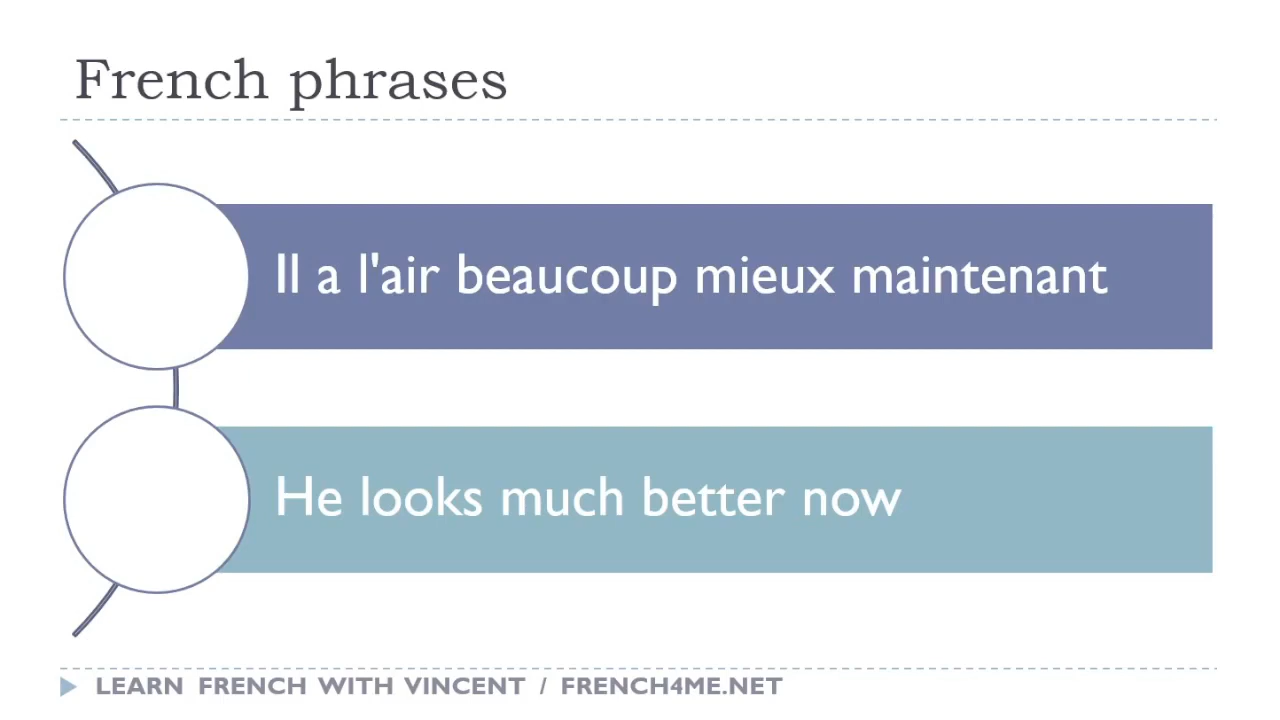 French phrases
Il a l'air beaucoup mieux maintenant
He looks much better now
LEARN FRENCH WITH VINCENT / FRENCH4ME.NET